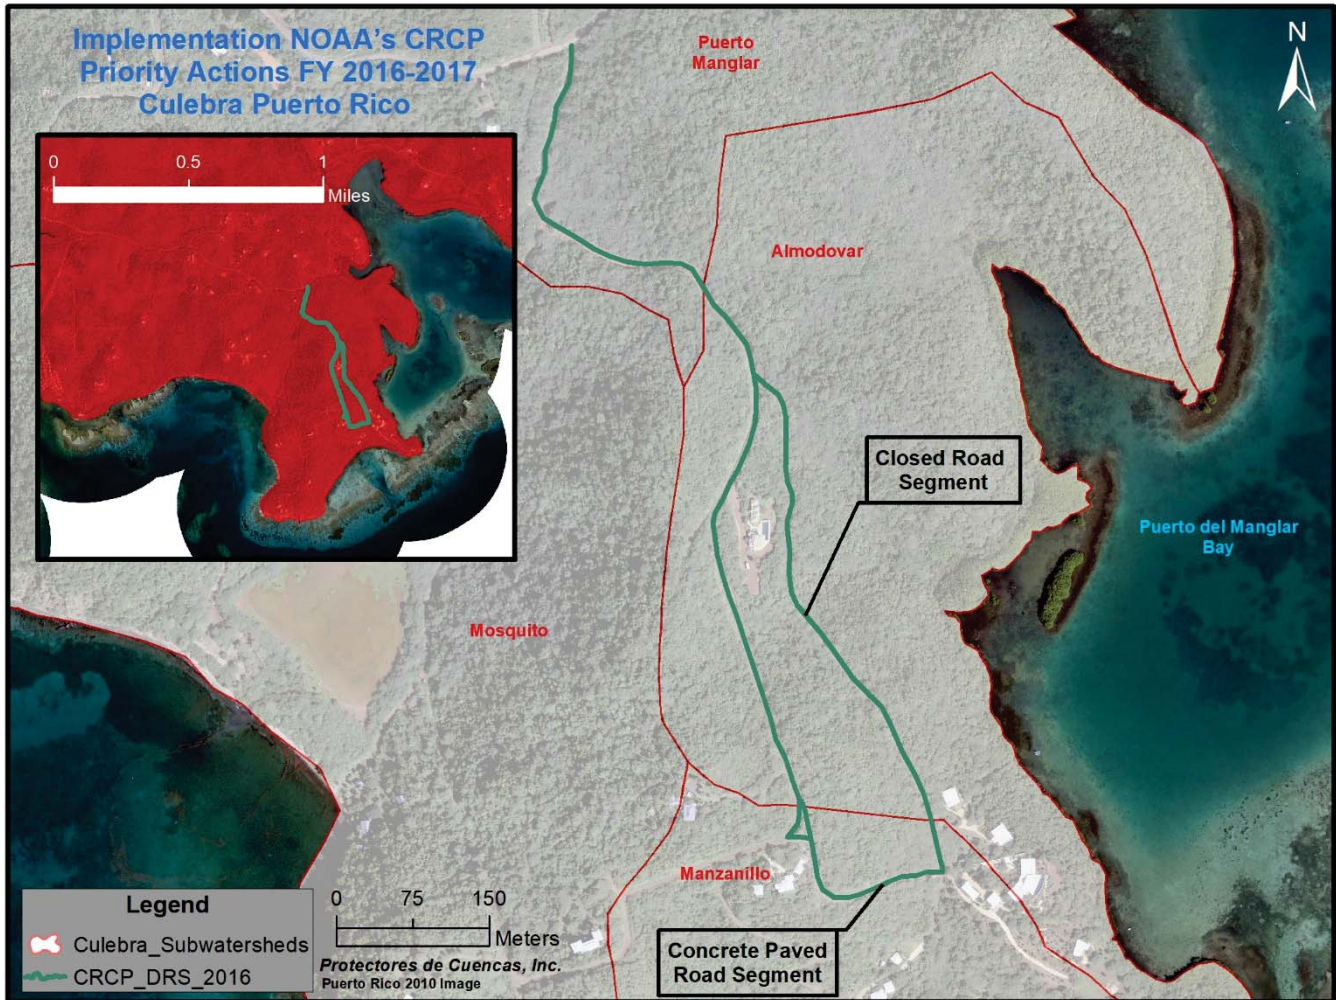 Implementation NOAA's CRCP
Priority Actions FY 2016-2017
Culebra Puerto Rico
0 0.5 1
Miles
Puerto
Manglar
N
Almodovar
Closed Road
Segment
Puerto del Manglar
Bay
Mosquito
Manzanillo
Concrete Paved
Road Segment
Legend
Culebra_Subwatersheds
CRCP_DRS_2016
0 75 150
Meters
Protectores de Cuencas, Inc.
Puerto Rico 2010 Image